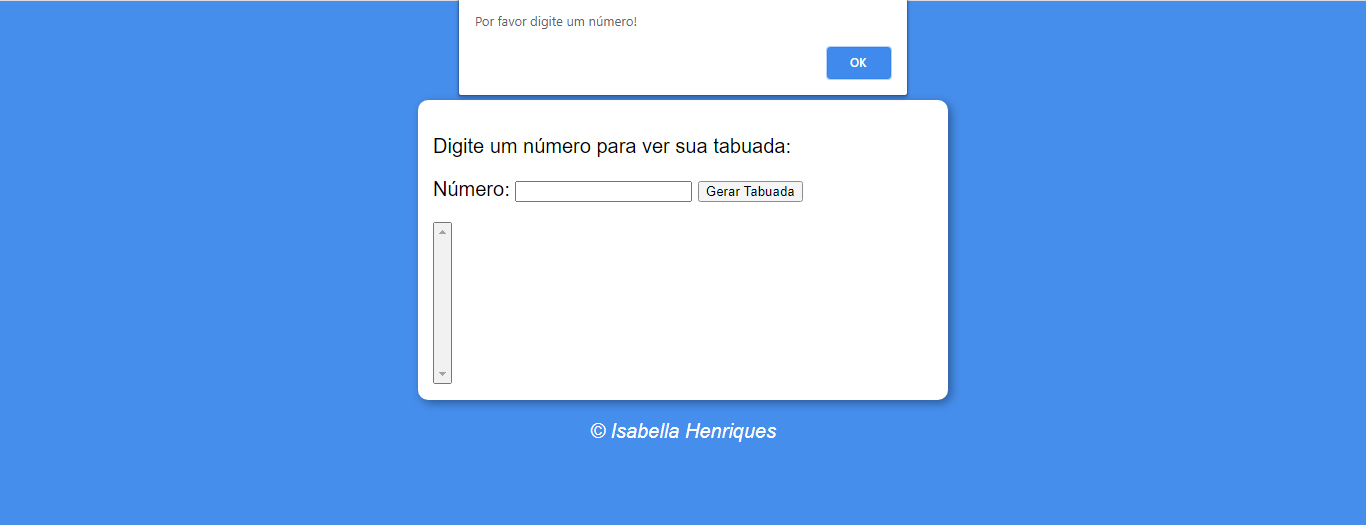 Por favor digite um número!
OK
Digite um número para ver sua tabuada:
Número: Gerar Tabuada
© Isabella Henriques